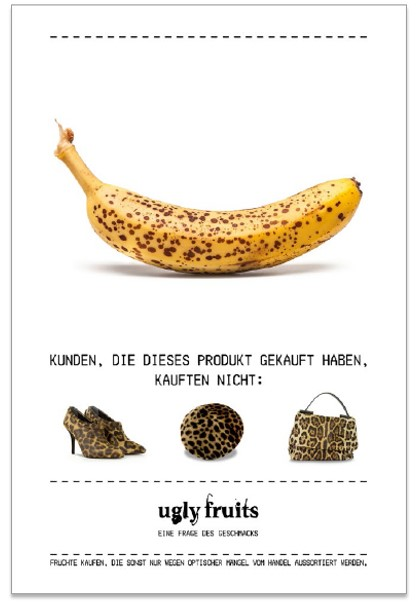 KUNDEN, DIE DIESES PRODUKT GEKAUFT HABEN,
KAUFTEN NICHT:
ugly fruits
EINE FRAGE DES GESCHMACKS
FRÜCHTE KAUFEN, DIE SONST NUR WEGEN OPTISCHER MÄNGEL VOM HANDEL AUSSORTIERT WERDEN.